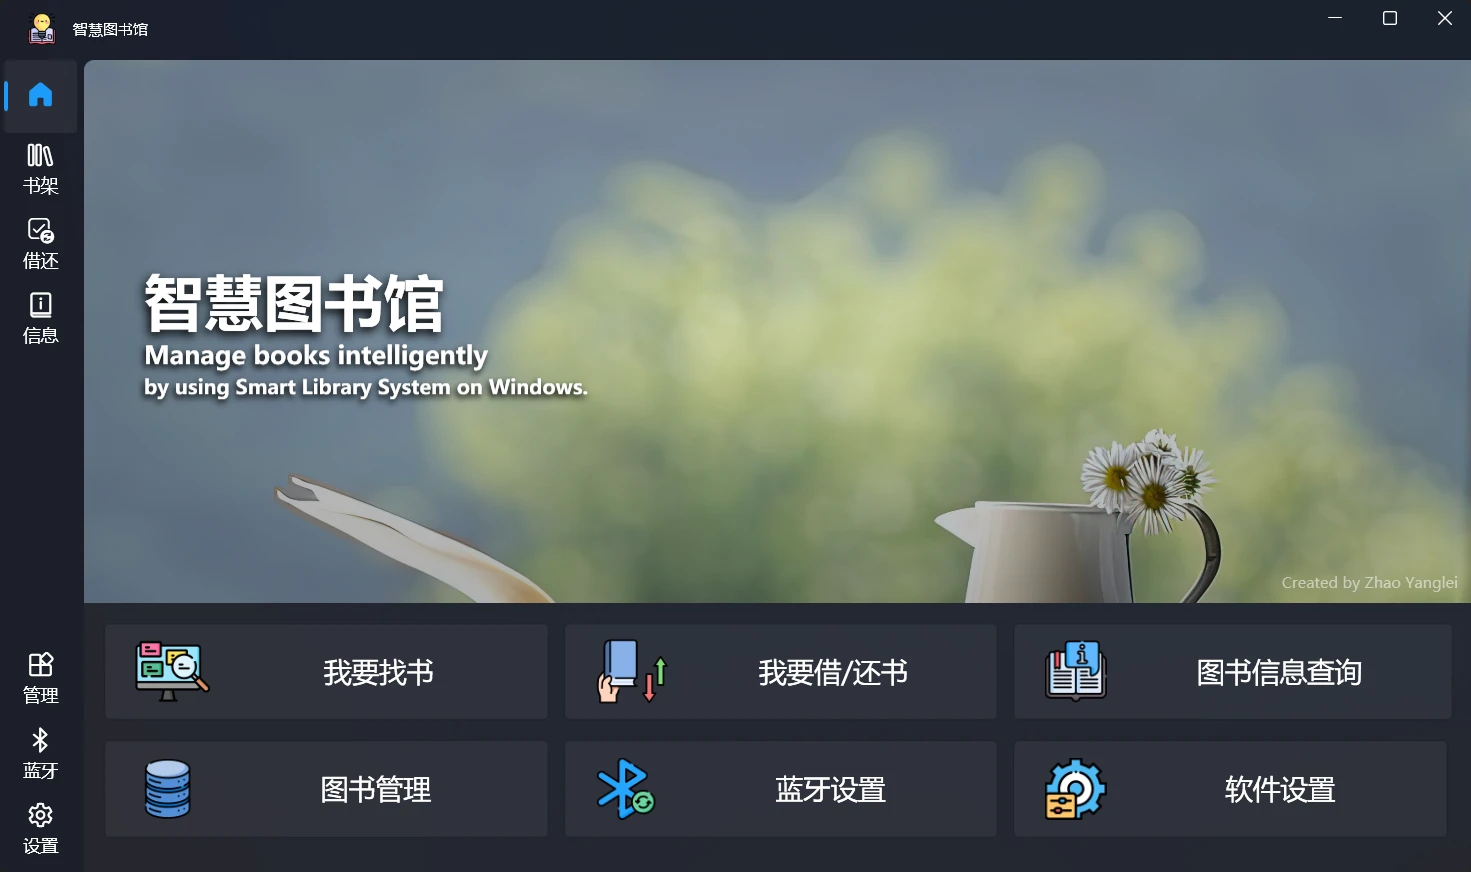 智慧图书馆
书架
借还
信息
管理
蓝牙
设置
智慧图书馆
Manage books intelligently
by using Smart Library System on Windows.
Created by Zhao Yanglei
我要找书
我要借/还书
图书信息查询
图书管理
蓝牙设置
软件设置